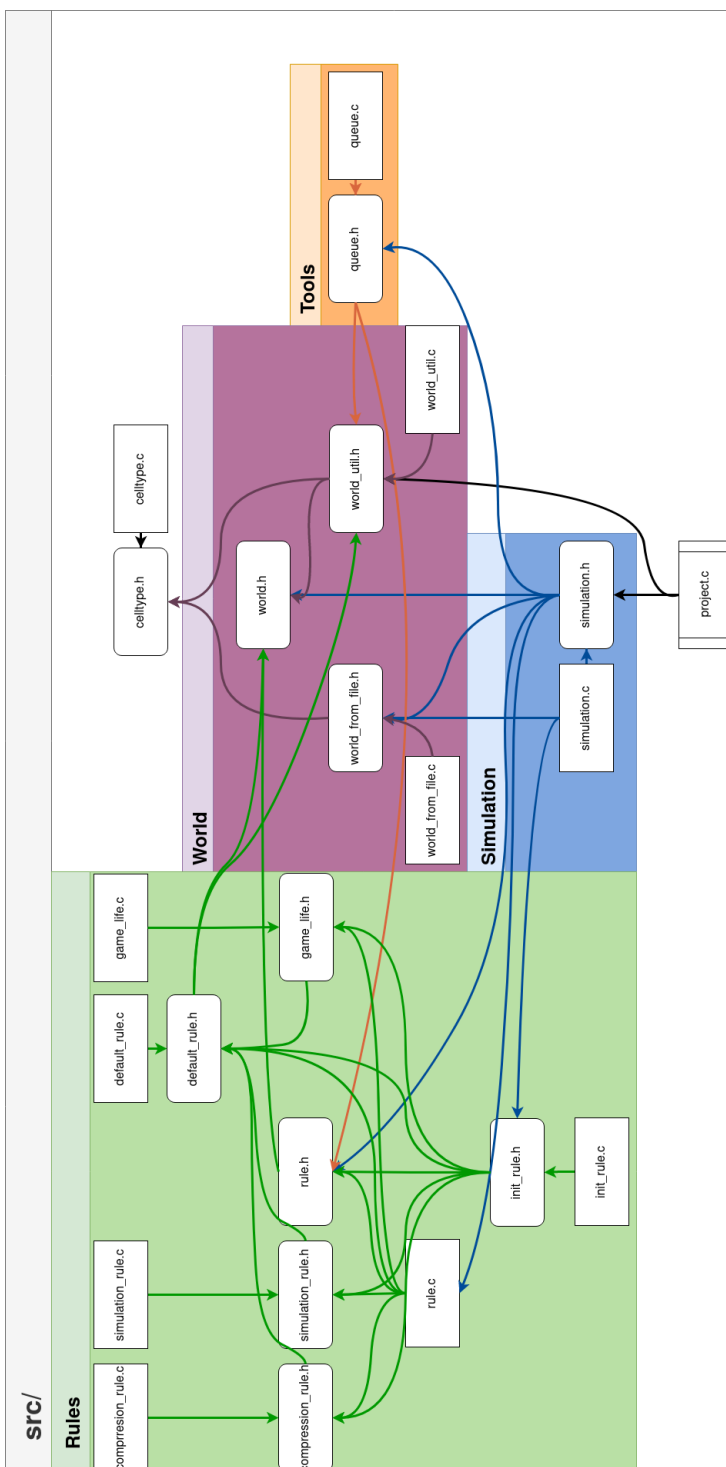 src/
Rules
comprresion_rule.c
simulation_rule.c
default_rule.c
game_life.c
default_rule.h
compression_rule.h
simulation_rule.h
rule.h
game_life.h
rule.c
init_rule.h
init_rule.c
celltype.h
celltype.c
World
world.h
world_from_file.h
world_util.h
world_from_file.c
world_util.c
Tools
queue.h
queue.c
Simulation
simulation.c
simulation.h
project.c